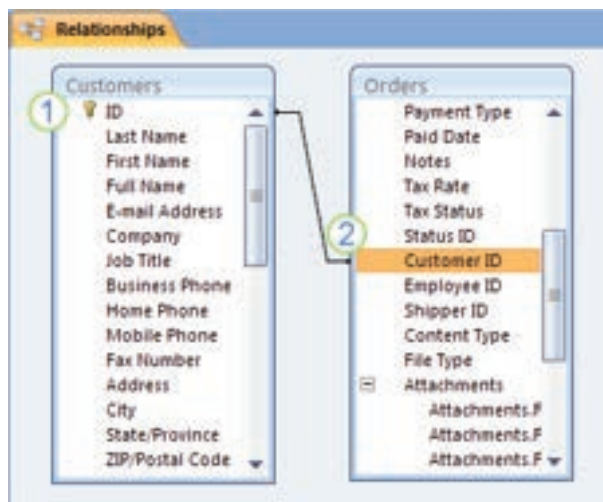 Relationships
Customers
1
ID
Last Name
First Name
Full Name
E-mail Address
Company
Job Title
Business Phone
Home Phone
Mobile Phone
Fax Number
Address
City
State/Province
ZIP/Postal Code
Orders
Payment Type
Paid Date
Notes
Tax Rate
Tax Status
Status ID
2
Customer ID
Employee ID
Shipper ID
Content Type
File Type
Attachments
Attachments.F
Attachments.F
Attachments.F